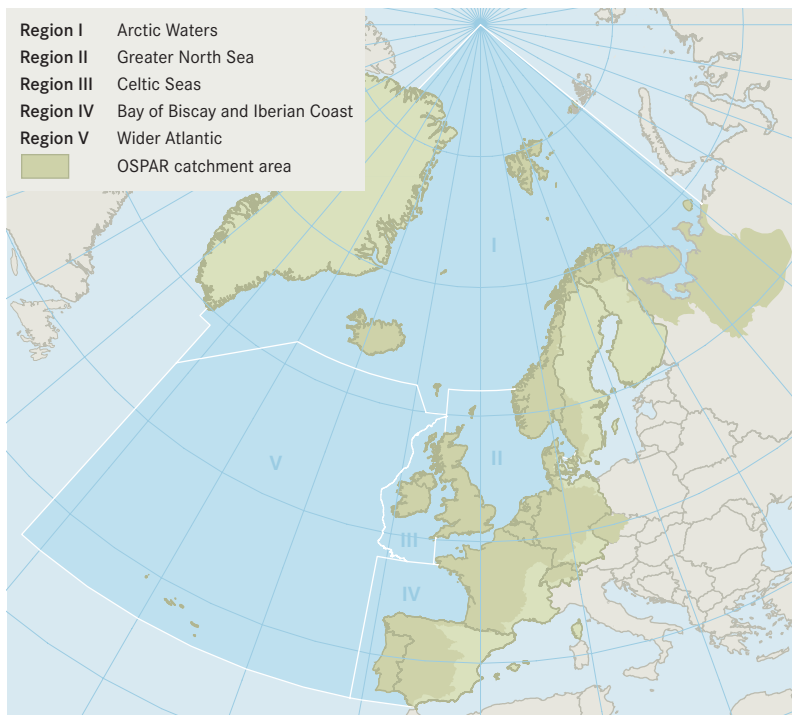 Region I Arctic Waters
Region II Greater North Sea
Region III Celtic Seas
Region IV Bay of Biscay and Iberian Coast
Region V Wider Atlantic
OSPAR catchment area
I
II
V
III
IV